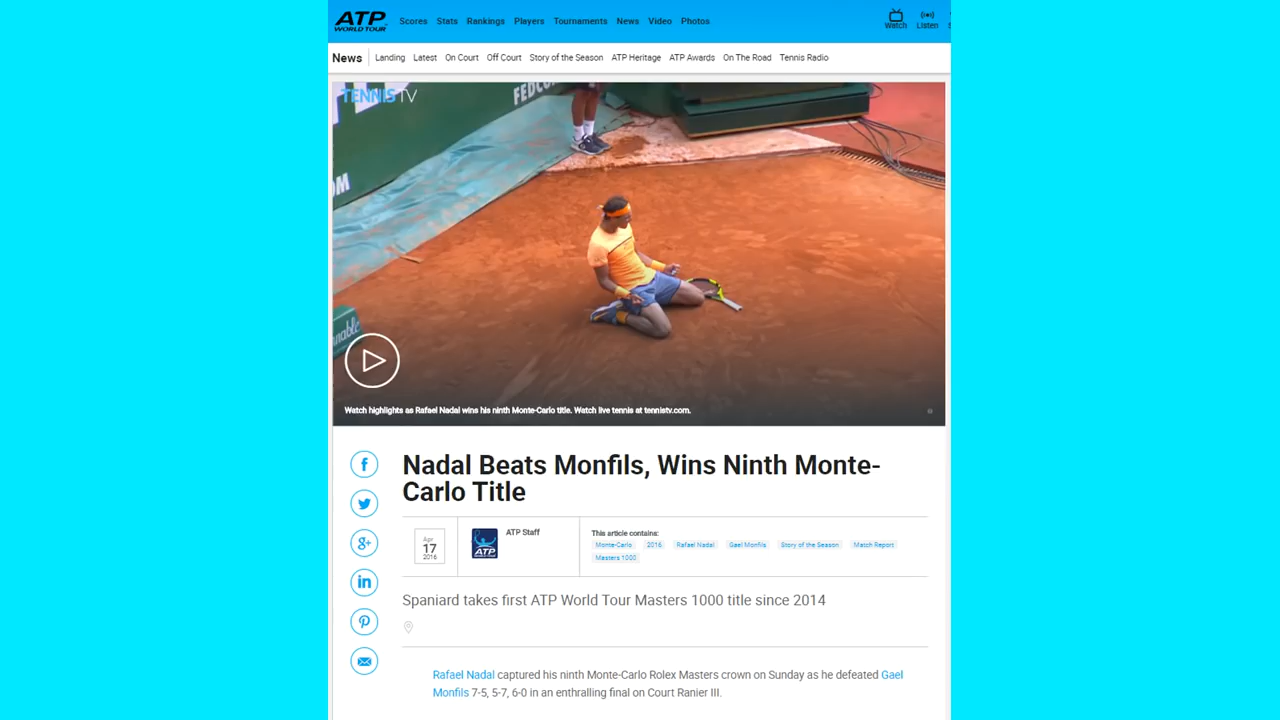 ATP
WORLD TOUR
Scores Stats Rankings Players Tournaments News Video Photos
Watch Listen
News Landing Latest On Court Off Court Story of the Season ATP Heritage ATP Awards On The Road Tennis Radio
TENNISTV
Watch highlights as Rafael Nadal wins his ninth Monte-Carlo title. Watch live tennis at tennistv.com.
Nadal Beats Monfils, Wins Ninth Monte-
Carlo Title
Apr
17
2016
ATP
ATP Staff
This article contains:
Monte-Carlo 2016 Rafael Nadal Gael Monfils Story of the Season Match Report
Masters 1000
Spaniard takes first ATP World Tour Masters 1000 title since 2014
Rafael Nadal captured his ninth Monte-Carlo Rolex Masters crown on Sunday as he defeated Gael
Monfils 7-5, 5-7, 6-0 in an enthralling final on Court Ranier III.